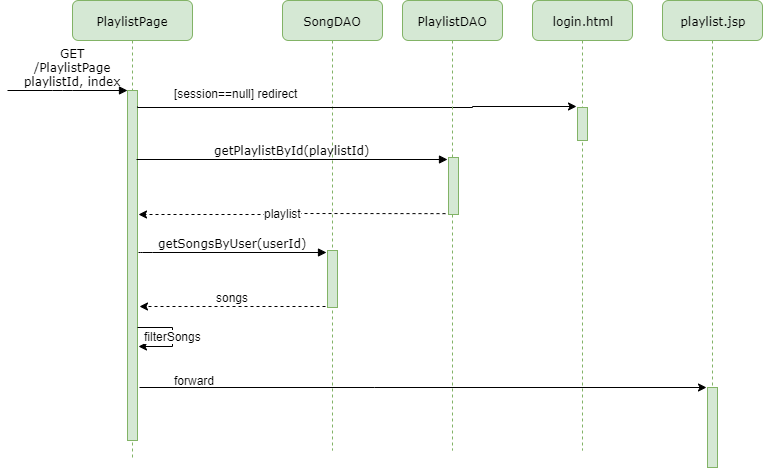 PlaylistPage
SongDAO
PlaylistDAO
login.html
playlist.jsp
GET
/PlaylistPage
playlistId, index
[session==null] redirect
getPlaylistById(playlistId)
playlist
getSongsByUser(userId)
songs
filterSongs
forward